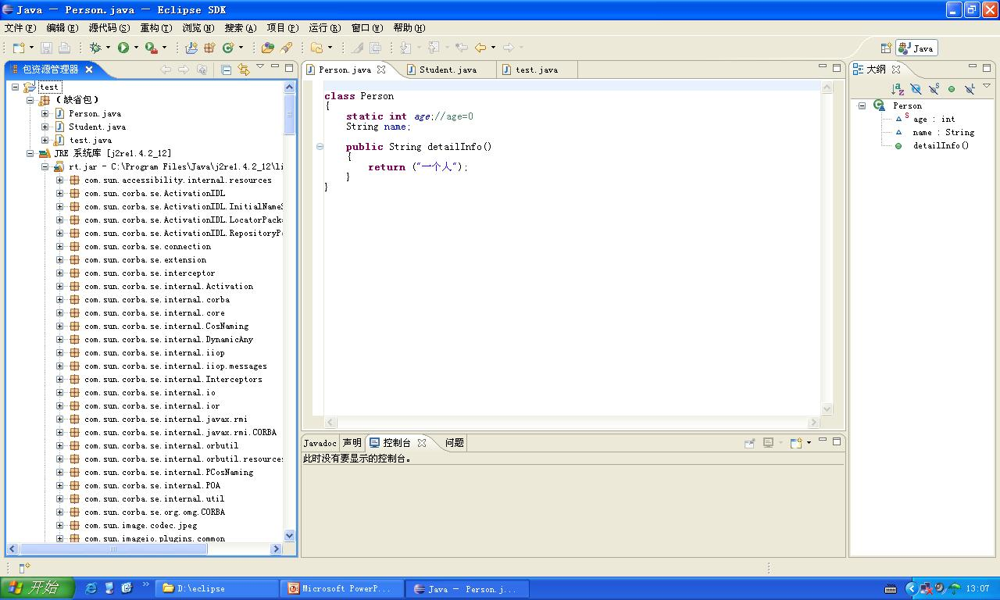 Java － Person.java － Eclipse SDK
文件(F) 编辑(E) 源代码(S) 重构(T) 浏览(N) 搜索(A) 项目(P) 运行(R) 窗口(W) 帮助(H)
Java
包资源管理器
test
（缺省包）
Person.java
Student.java
test.java
JRE 系统库 [j2re1.4.2_12]
rt.jar - C:\Program Files\Java\j2re1.4.2_12\li
com.sun.accessibility.internal.resources
com.sun.corba.se.ActivationIDL
com.sun.corba.se.ActivationIDL.InitialNameS
com.sun.corba.se.ActivationIDL.LocatorPacka
com.sun.corba.se.ActivationIDL.RepositoryPa
com.sun.corba.se.connection
com.sun.corba.se.extension
com.sun.corba.se.interceptor
com.sun.corba.se.internal.Activation
com.sun.corba.se.internal.corba
com.sun.corba.se.internal.core
com.sun.corba.se.internal.CosNaming
com.sun.corba.se.internal.DynamicAny
com.sun.corba.se.internal.iiop
com.sun.corba.se.internal.iiop.messages
com.sun.corba.se.internal.Interceptors
com.sun.corba.se.internal.io
com.sun.corba.se.internal.ior
com.sun.corba.se.internal.javax.rmi
com.sun.corba.se.internal.javax.rmi.CORBA
com.sun.corba.se.internal.orbutil
com.sun.corba.se.internal.orbutil.resources
com.sun.corba.se.internal.PCosNaming
com.sun.corba.se.internal.POA
com.sun.corba.se.internal.util
com.sun.corba.se.org.omg.CORBA
com.sun.image.codec.jpeg
com.sun.imageio.plugins.common
Person.java Student.java test.java
class Person
{
static int age;//age=0
String name;
public String detailInfo()
{
return ("一个人");
}
}
Javadoc 声明 控制台 问题
此时没有要显示的控制台。
大纲
Person
age : int
name : String
detailInfo()
开始 D:\eclipse Microsoft PowerP... Java － Person.j... 13:07